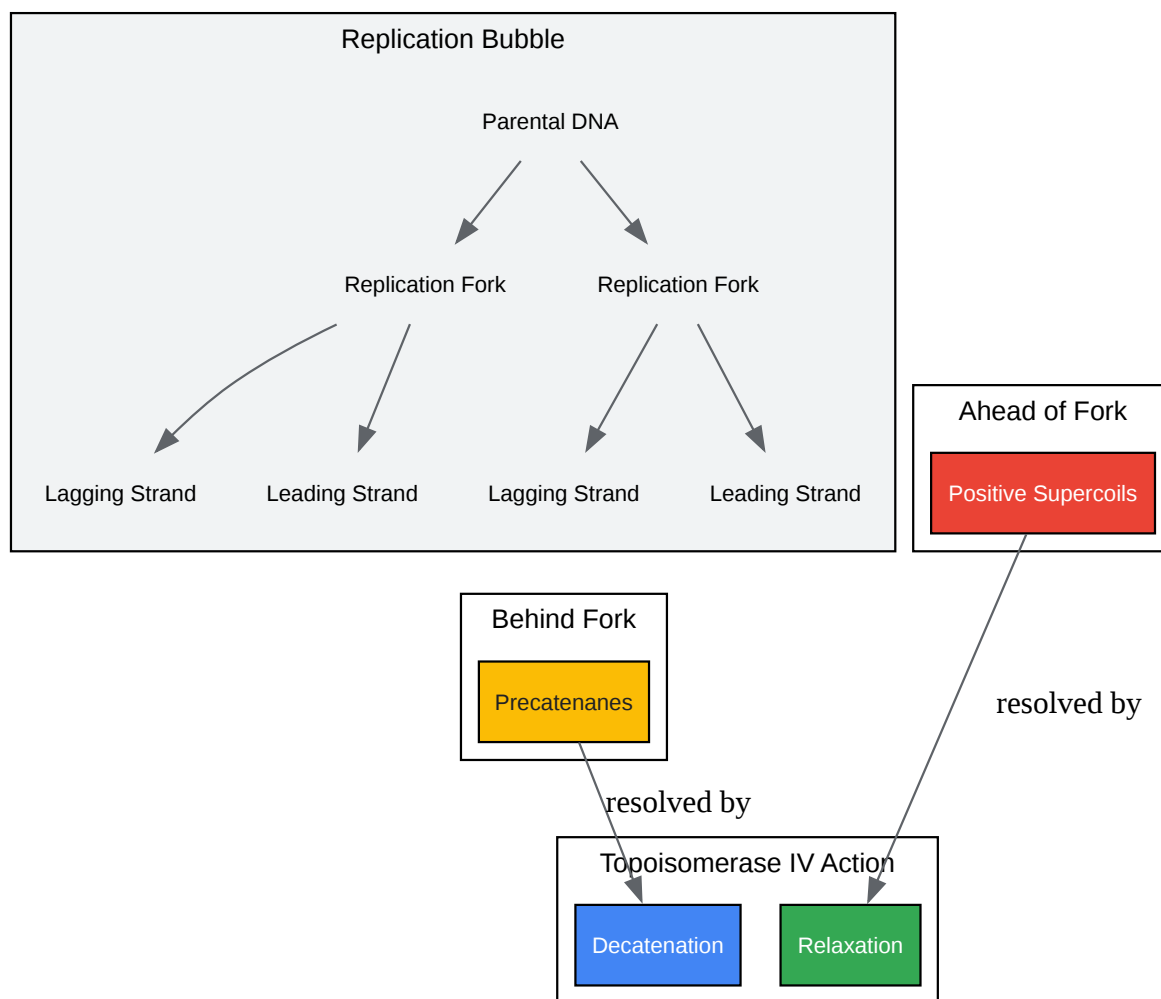 Replication Bubble
Parental DNA
Replication Fork
Replication Fork
Lagging Strand
Leading Strand
Lagging Strand
Leading Strand
Ahead of Fork
Positive Supercoils
Behind Fork
Precatenanes
resolved by
resolved by
Topoisomerase IV Action
Decatenation
Relaxation